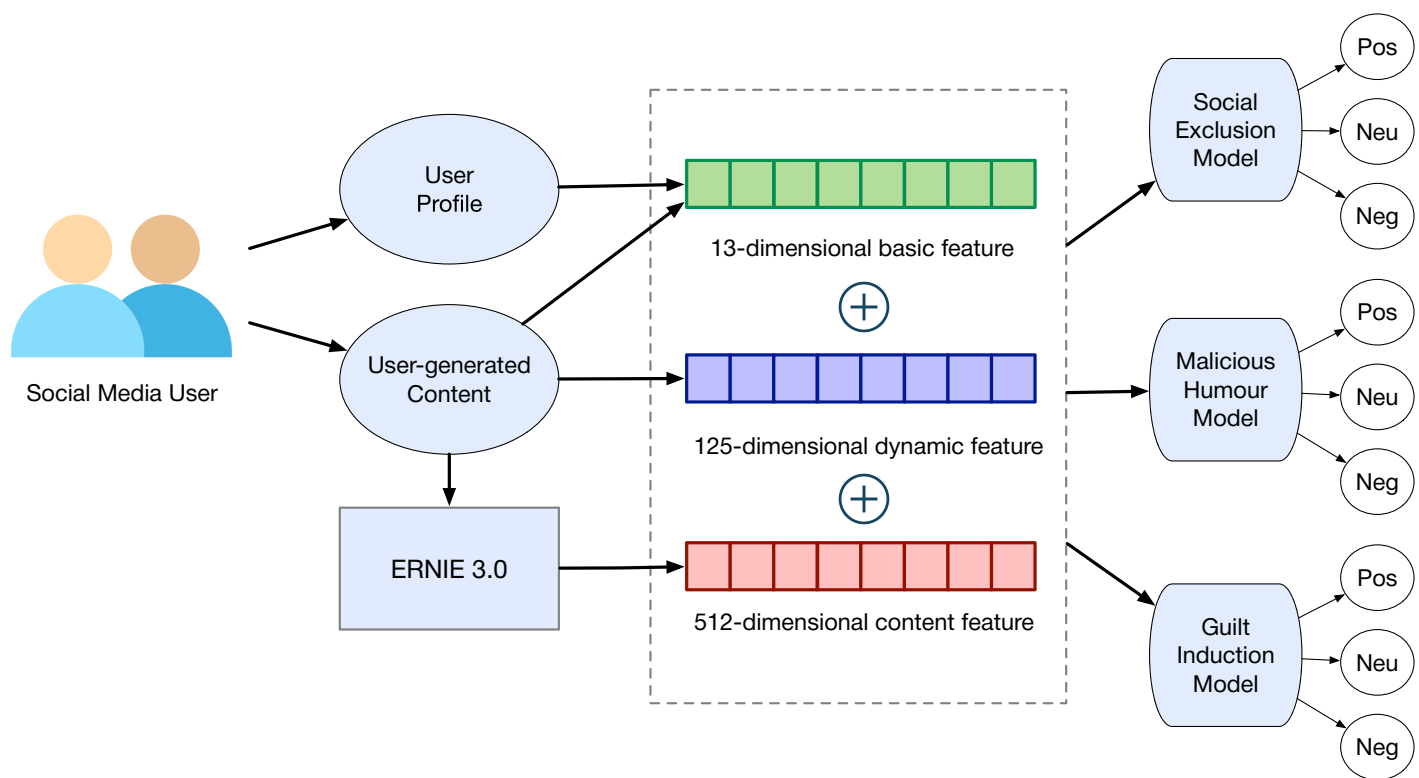 Social Media User
User
Profile
User-generated
Content
ERNIE 3.0
13-dimensional basic feature
125-dimensional dynamic feature
512-dimensional content feature
Social
Exclusion
Model
Pos
Neu
Neg
Malicious
Humour
Model
Pos
Neu
Neg
Guilt
Induction
Model
Pos
Neu
Neg